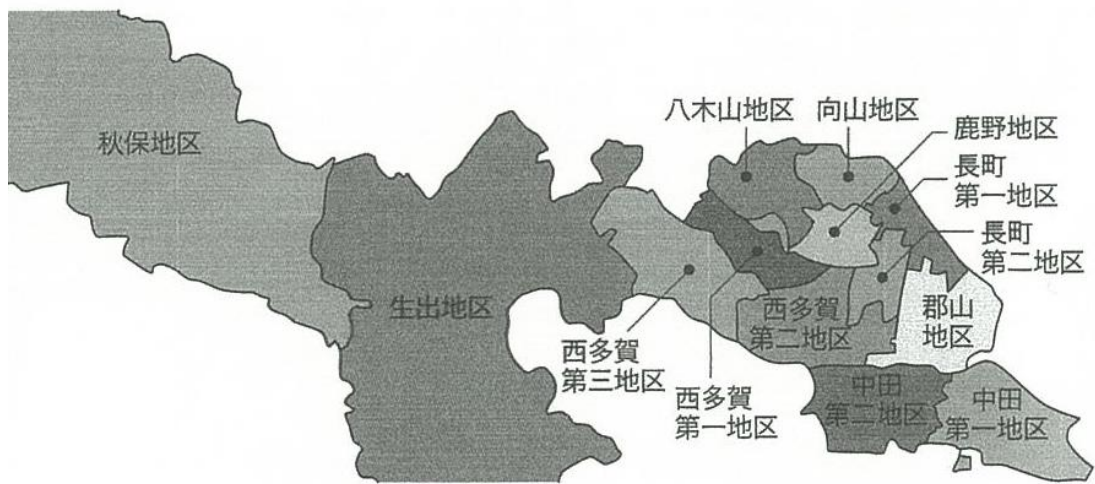 秋保地区
生出地区
八木山地区
向山地区
鹿野地区
長町
第一地区
長町
第二地区
郡山
地区
西多賀
第二地区
西多賀
第三地区
西多賀
第一地区
中田
第二地区
中田
第一地区